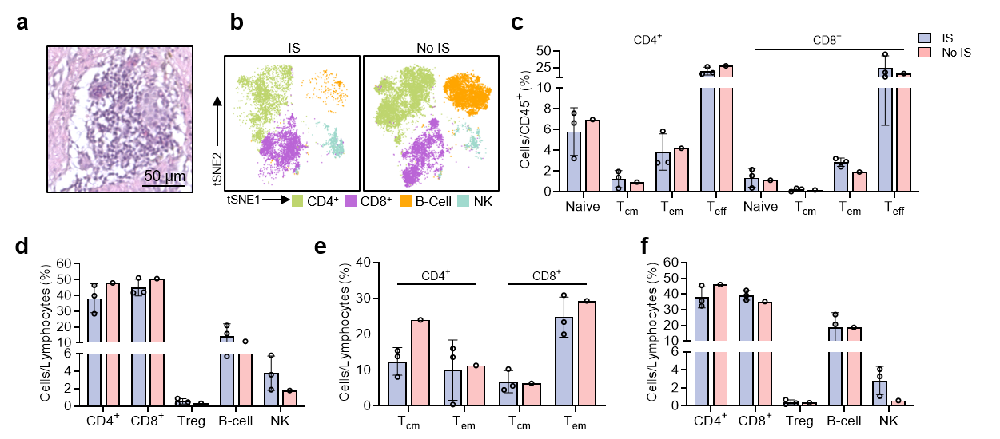 a
50 µm
b
IS
No IS
tSNE2
tSNE1
CD4⁺
CD8⁺
B-Cell
NK
c
Cells/CD45⁺ (%)
50
25
10
8
6
4
2
0
CD4⁺
CD8⁺
IS
No IS
Naive
Tcm
Tem
Teff
Naive
Tcm
Tem
Teff
d
Cells/Lymphocytes (%)
60
50
40
30
20
10
6
4
2
0
CD4⁺
CD8⁺
Treg
B-cell
NK
e
Cells/Lymphocytes (%)
40
30
20
10
0
CD4⁺
CD8⁺
Tcm
Tem
Tcm
Tem
f
Cells/Lymphocytes (%)
60
50
40
30
20
10
6
4
2
0
CD4⁺
CD8⁺
Treg
B-cell
NK